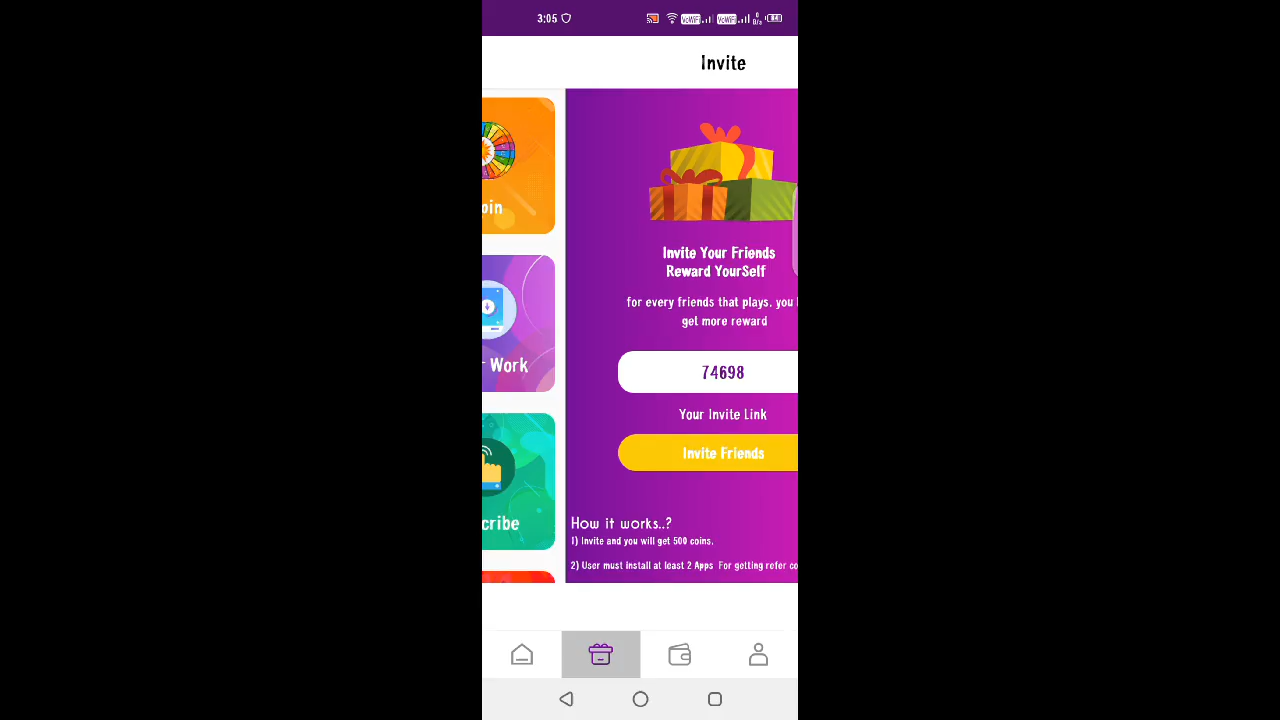 3:05
Invite
Invite Your Friends
Reward YourSelf
for every friends that plays, you
get more reward
74698
Your Invite Link
Invite Friends
Work
How it works..?
1) Invite and you will get 500 coins.
2) User must install at least 2 Apps For getting refer